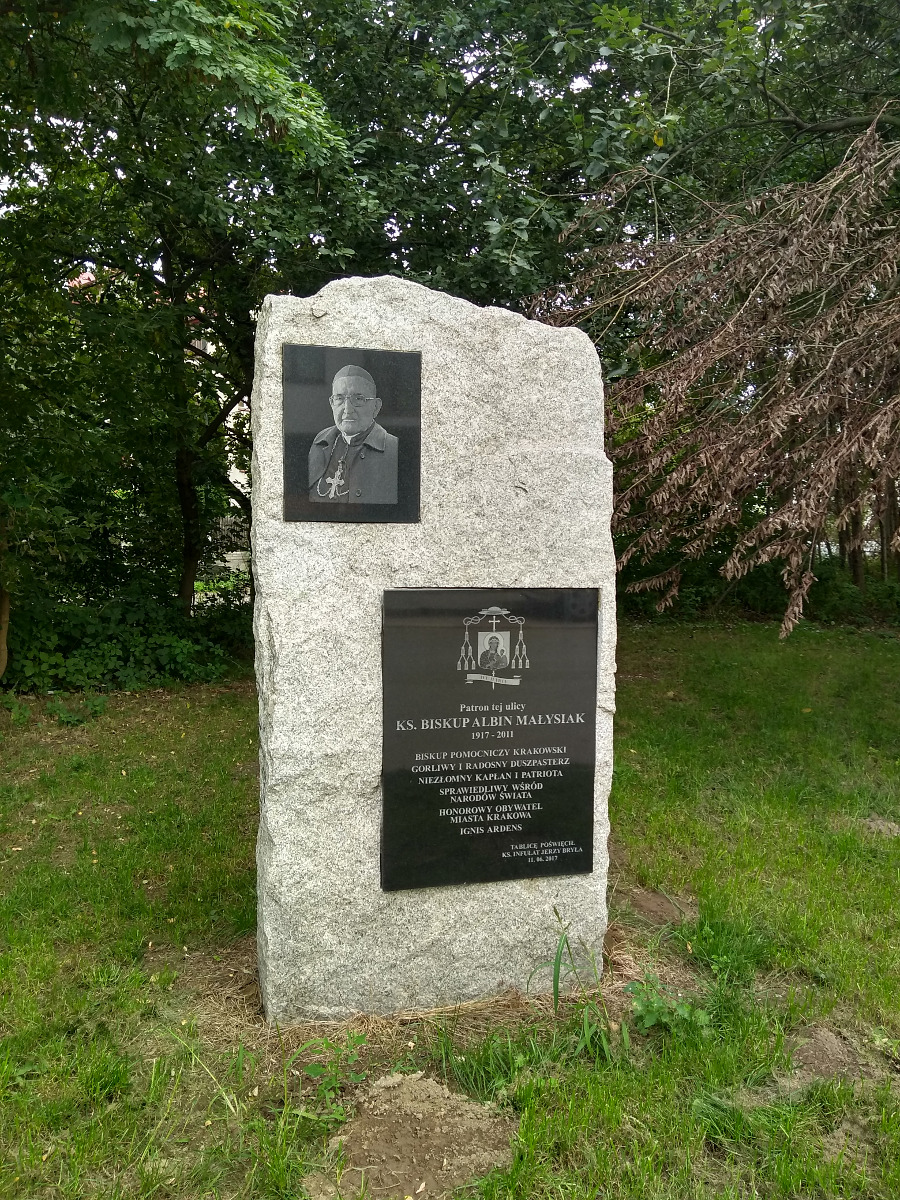 Patron tej ulicy
KS. BISKUP ALBIN MAŁYSIAK
1917 - 2011
BISKUP POMOCNICZY KRAKOWSKI
GORLIWY I RADOSNY DUSZPASTERZ
NIEZŁOMNY KAPŁAN I PATRIOTA
SPRAWIEDLIWY WŚRÓD
NARODÓW ŚWIATA
HONOROWY OBYWATEL
MIASTA KRAKOWA
IGNIS ARDENS
TABLICĘ POŚWIĘCIŁ
KS. INFUŁAT JERZY BRYŁA
11. 06. 2017